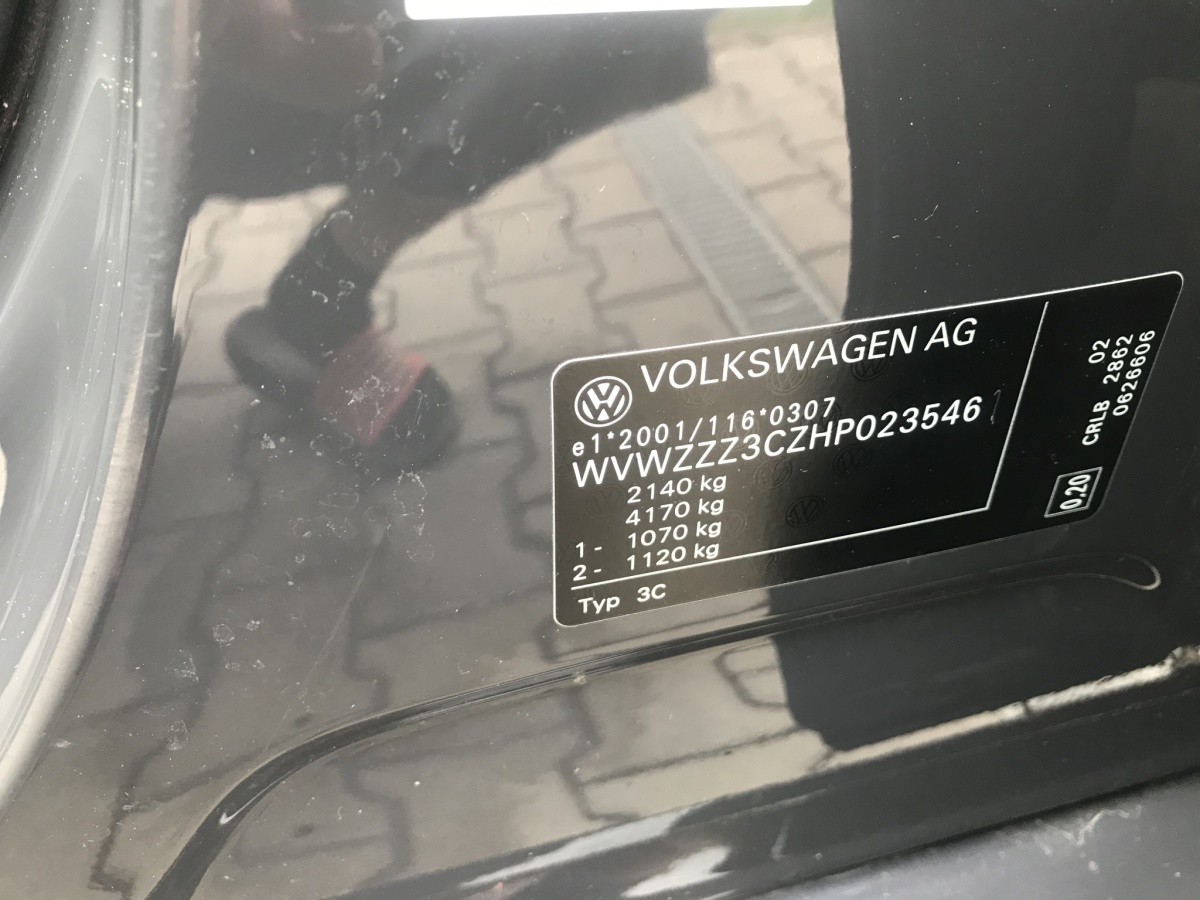 VOLKSWAGEN AG
e1*2001/116*0307
WVWZZZ3CZHP023546
2140 kg
4170 kg
1 - 1070 kg
2 - 1120 kg
Typ 3C
CRLB 02
2862
0626606
0,20